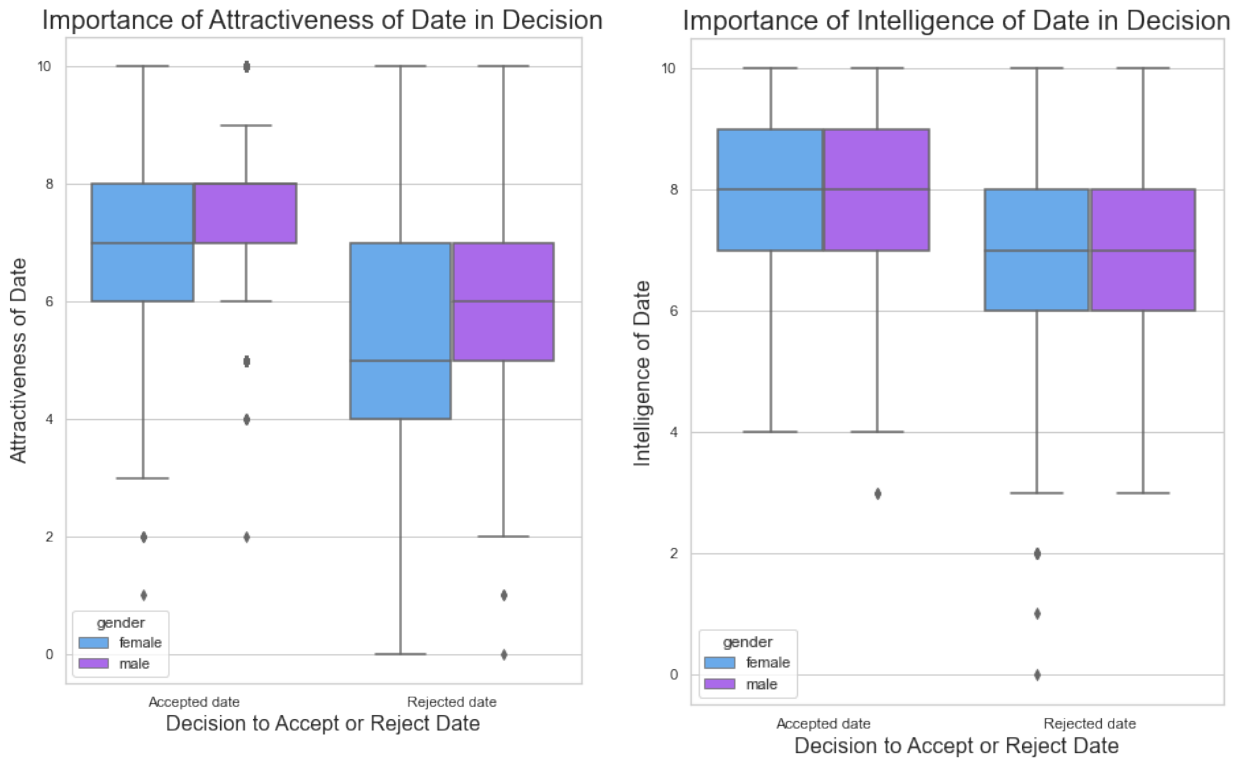 Importance of Attractiveness of Date in Decision
10
8
6
4
2
0
Attractiveness of Date
gender
female
male
Accepted date
Rejected date
Decision to Accept or Reject Date
Importance of Intelligence of Date in Decision
10
8
6
4
2
0
Intelligence of Date
gender
female
male
Accepted date
Rejected date
Decision to Accept or Reject Date